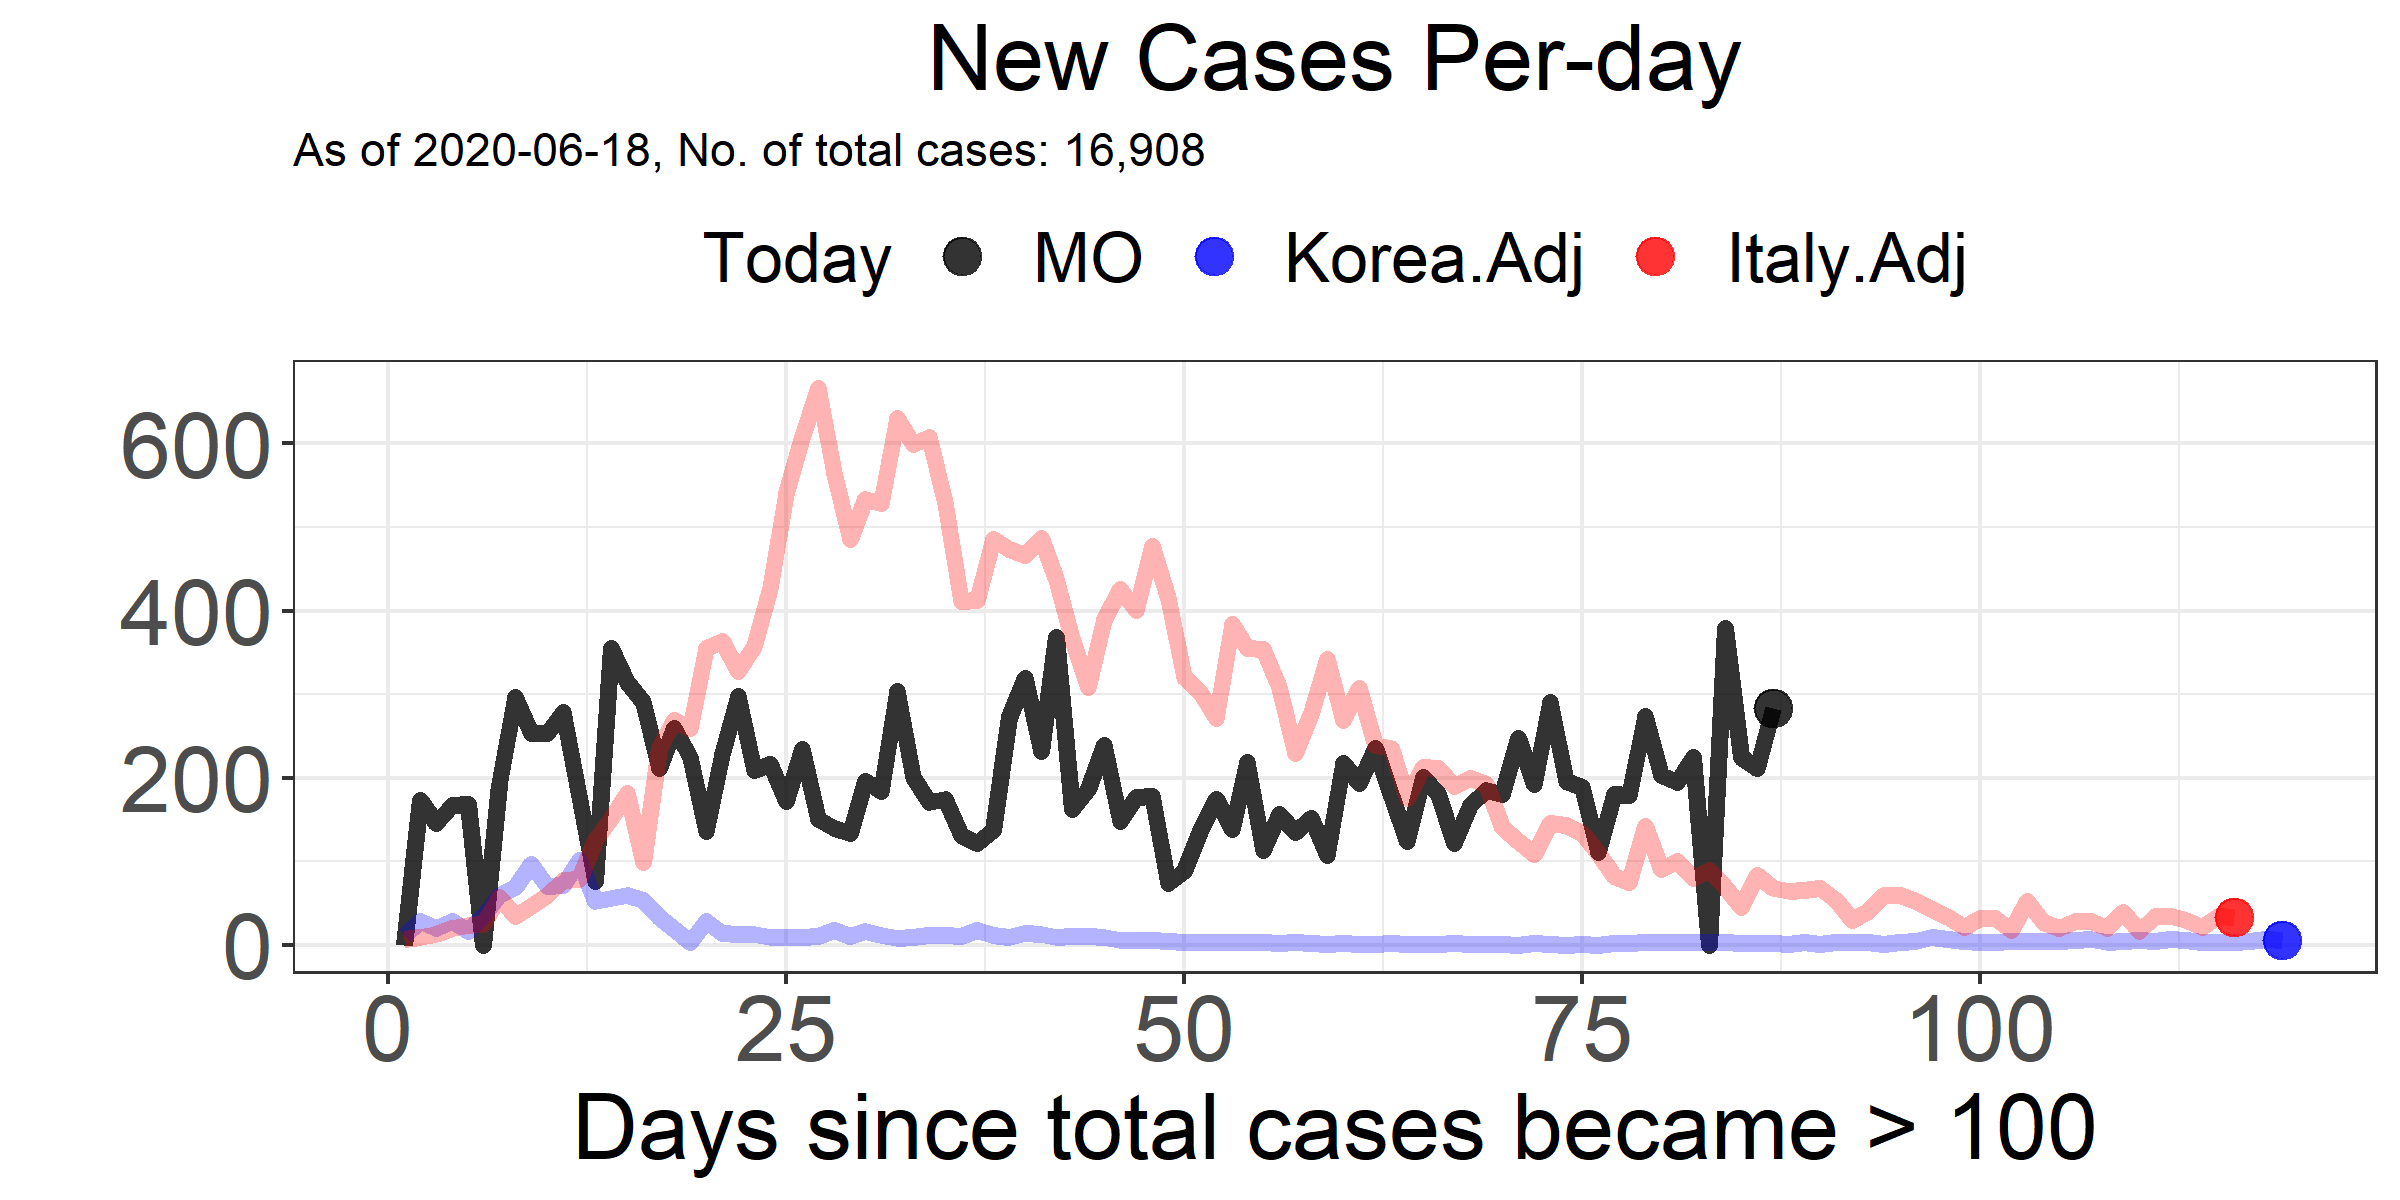 New Cases Per-day
As of 2020-06-18, No. of total cases: 16,908
Today MO Korea.Adj Italy.Adj
600
400
200
0
0 25 50 75 100
Days since total cases became > 100